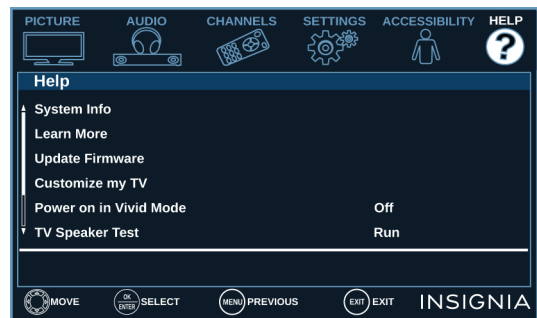 PICTURE AUDIO CHANNELS SETTINGS ACCESSIBILITY HELP
?
Help
System Info
Learn More
Update Firmware
Customize my TV
Power on in Vivid Mode Off
TV Speaker Test Run
MOVE OK ENTER SELECT MENU PREVIOUS EXIT EXIT INSIGNIA